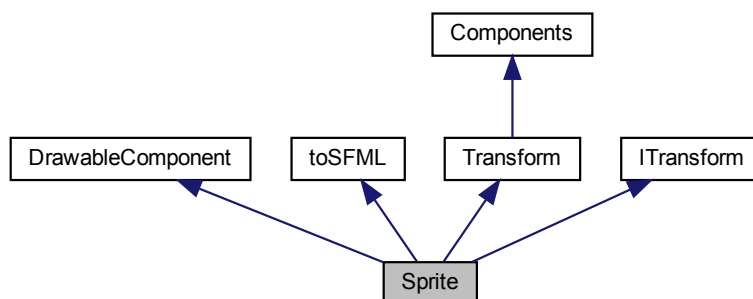 Components
DrawableComponent
toSFML
Transform
ITransform
Sprite